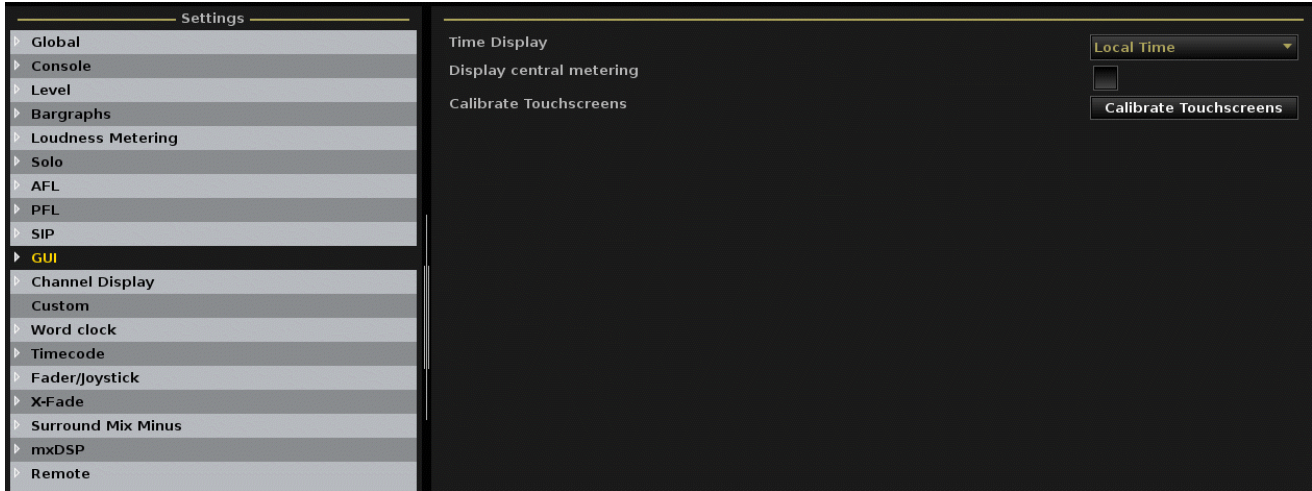 Settings
Global
Console
Level
Bargraphs
Loudness Metering
Solo
AFL
PFL
SIP
GUI
Channel Display
Custom
Word clock
Timecode
Fader/Joystick
X-Fade
Surround Mix Minus
mxDSP
Remote
Time Display
Local Time
Display central metering
Calibrate Touchscreens
Calibrate Touchscreens